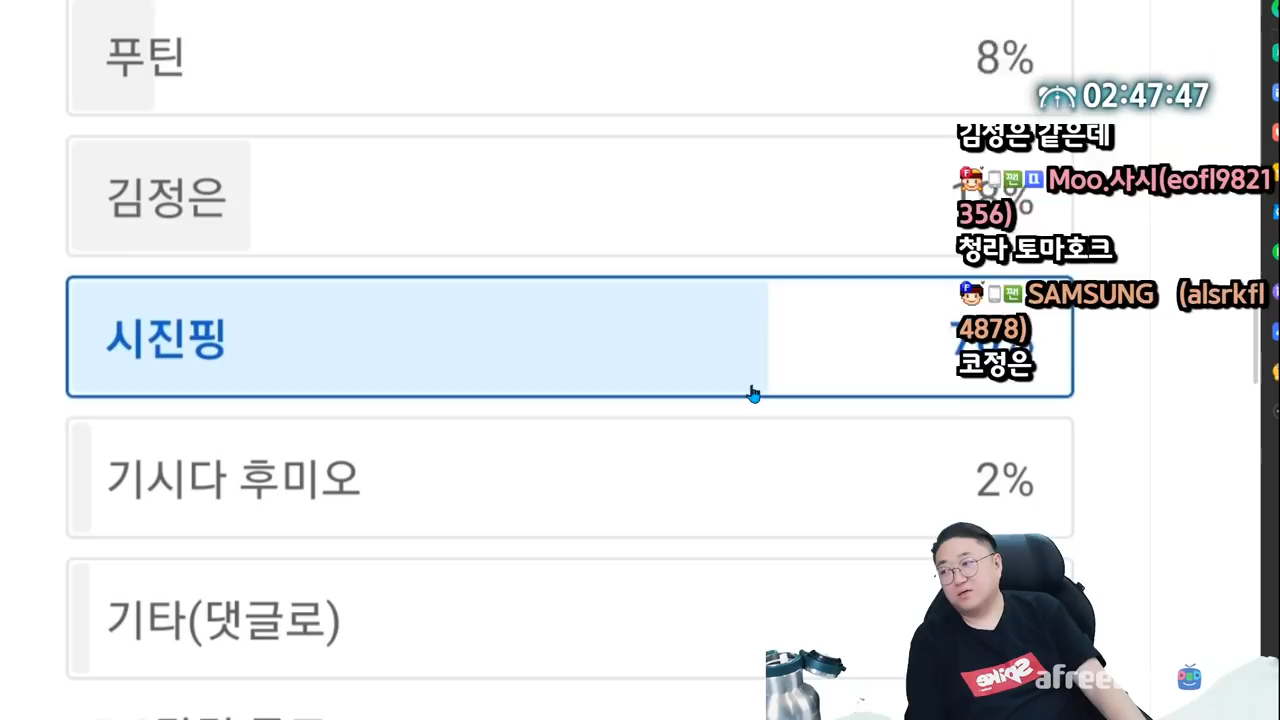 푸틴
8%
02:47:47
김정은 같은데
김정은
Moo.사시(eofl9821
356)
청라 토마호크
시진핑
SAMSUNG (alsrkfl
4878)
코정은
기시다 후미오
2%
기타(댓글로)
Spike